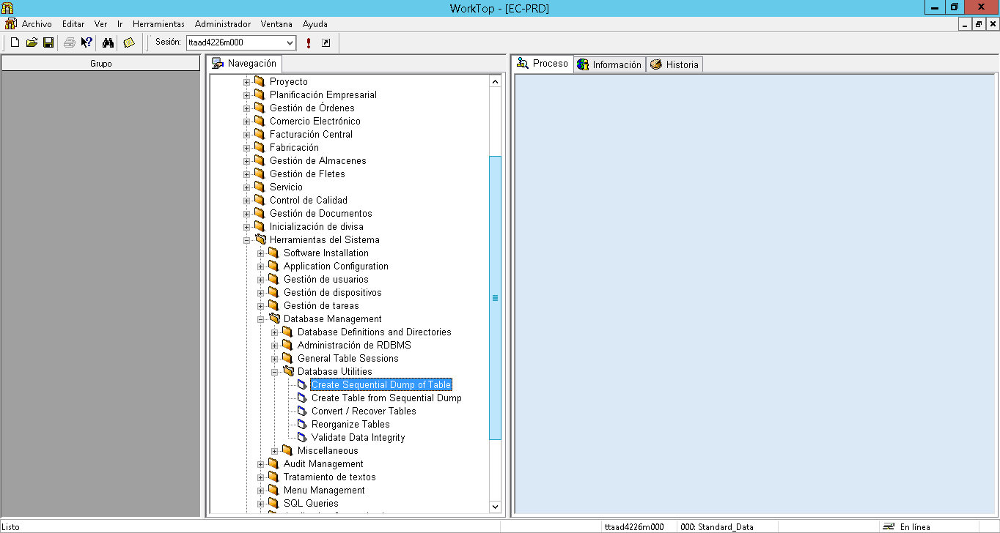 WorkTop - [EC-PRD]
Archivo Editar Ver Ir Herramientas Administrador Ventana Ayuda
Sesión: ttaad4226m000
Grupo
Navegación
Proyecto
Planificación Empresarial
Gestión de Órdenes
Comercio Electrónico
Facturación Central
Fabricación
Gestión de Almacenes
Gestión de Fletes
Servicio
Control de Calidad
Gestión de Documentos
Inicialización de divisa
Herramientas del Sistema
Software Installation
Application Configuration
Gestión de usuarios
Gestión de dispositivos
Gestión de tareas
Database Management
Database Definitions and Directories
Administración de RDBMS
General Table Sessions
Database Utilities
Create Sequential Dump of Table
Create Table from Sequential Dump
Convert / Recover Tables
Reorganize Tables
Validate Data Integrity
Miscellaneous
Audit Management
Tratamiento de textos
Menu Management
SQL Queries
Proceso Información Historia
Listo ttaad4226m000 000: Standard_Data En línea